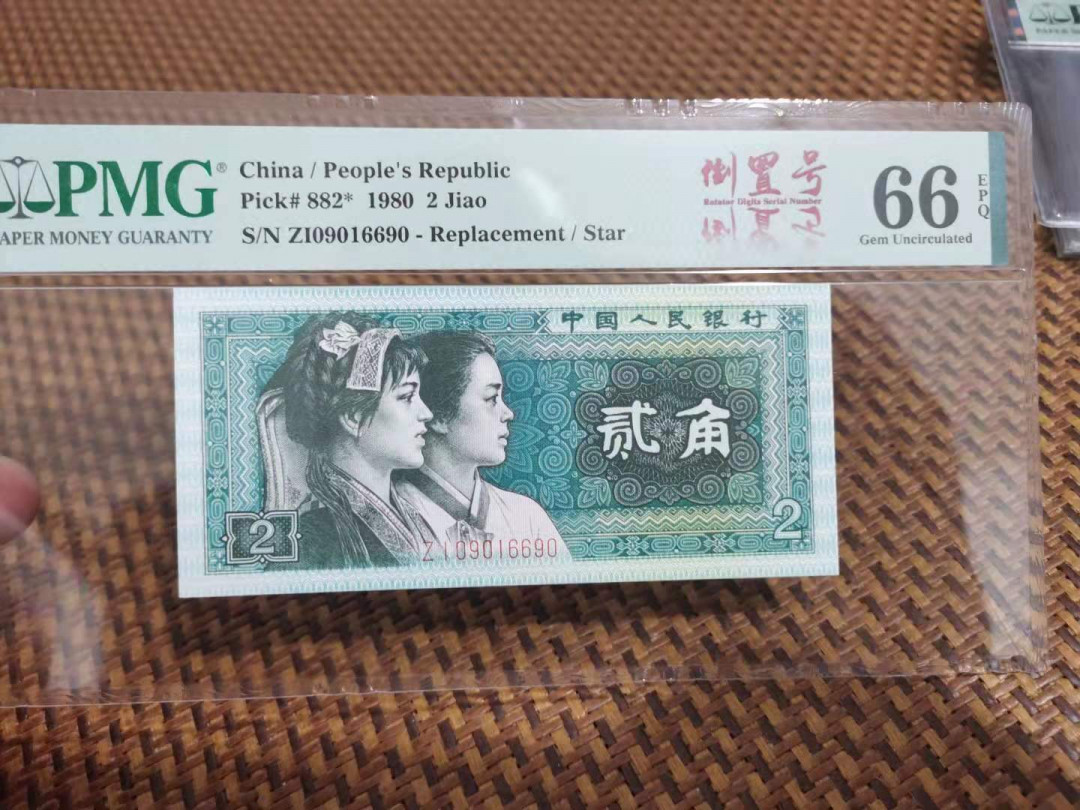 PMG®
PAPER MONEY GUARANTY
China / People's Republic
Pick# 882* 1980 2 Jiao
S/N ZI09016690 - Replacement / Star
倒置号
Rotator Digits Serial Number
66
EPQ
Gem Uncirculated
中国人民银行
贰角
2
2
ZI09016690